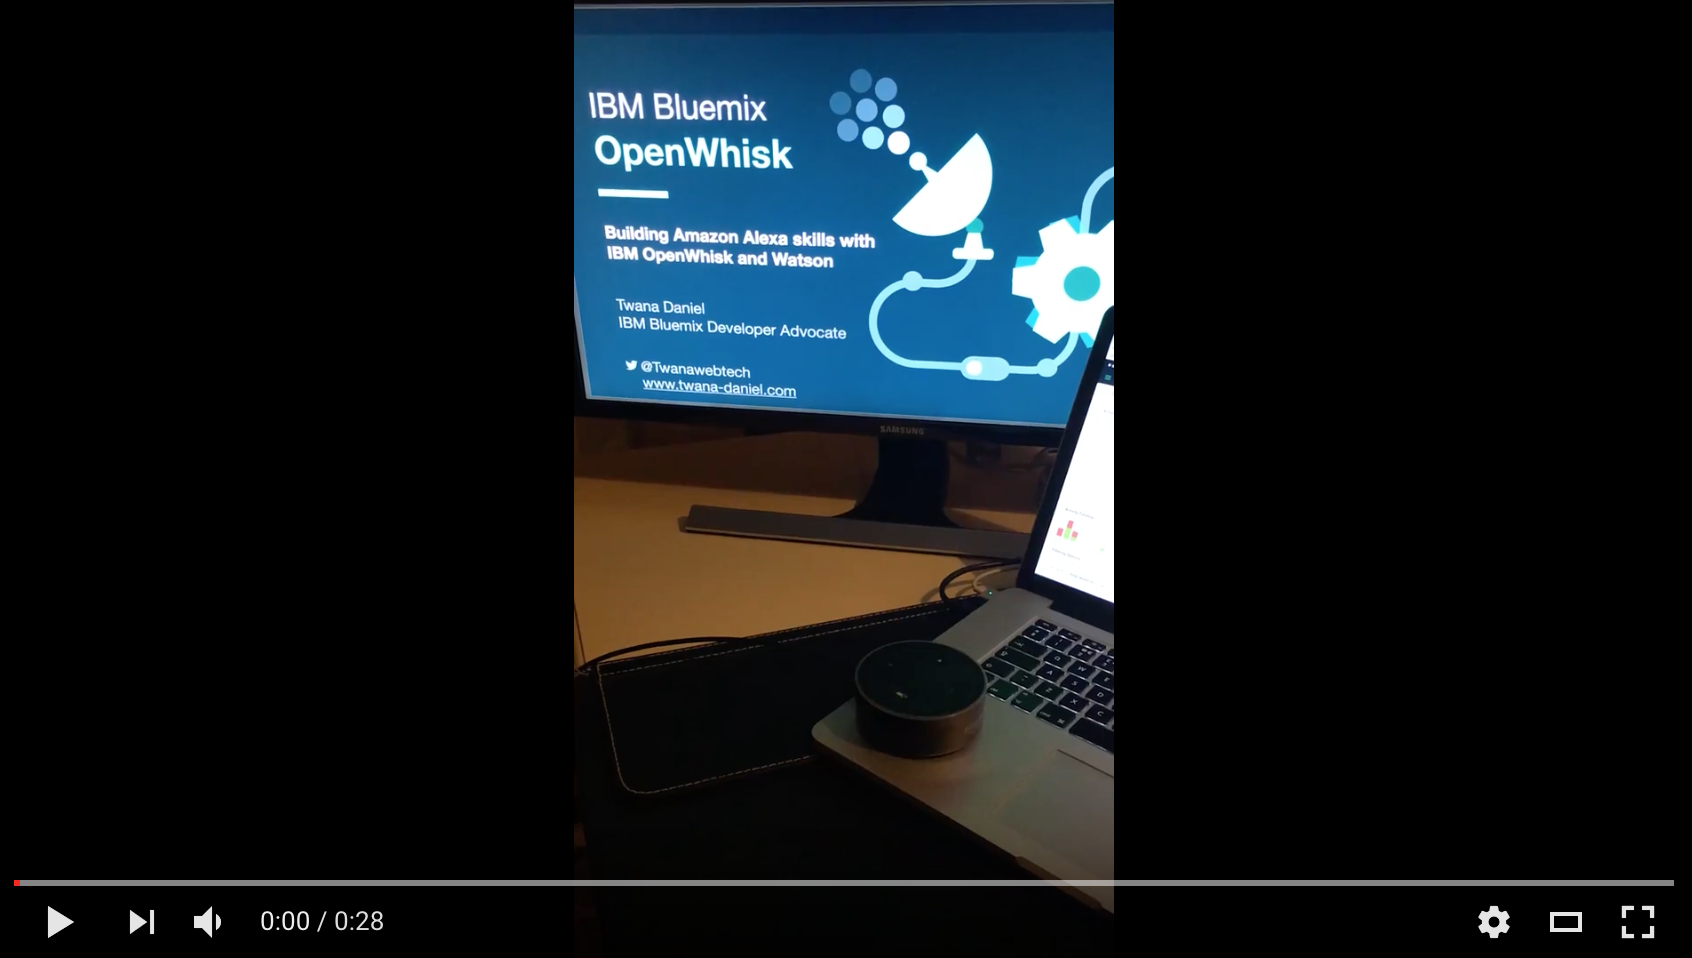 IBM Bluemix
OpenWhisk
Building Amazon Alexa skills with
IBM OpenWhisk and Watson
Twana Daniel
IBM Bluemix Developer Advocate
@Twanawebtech
www.twana-daniel.com
SAMSUNG
0:00 / 0:28